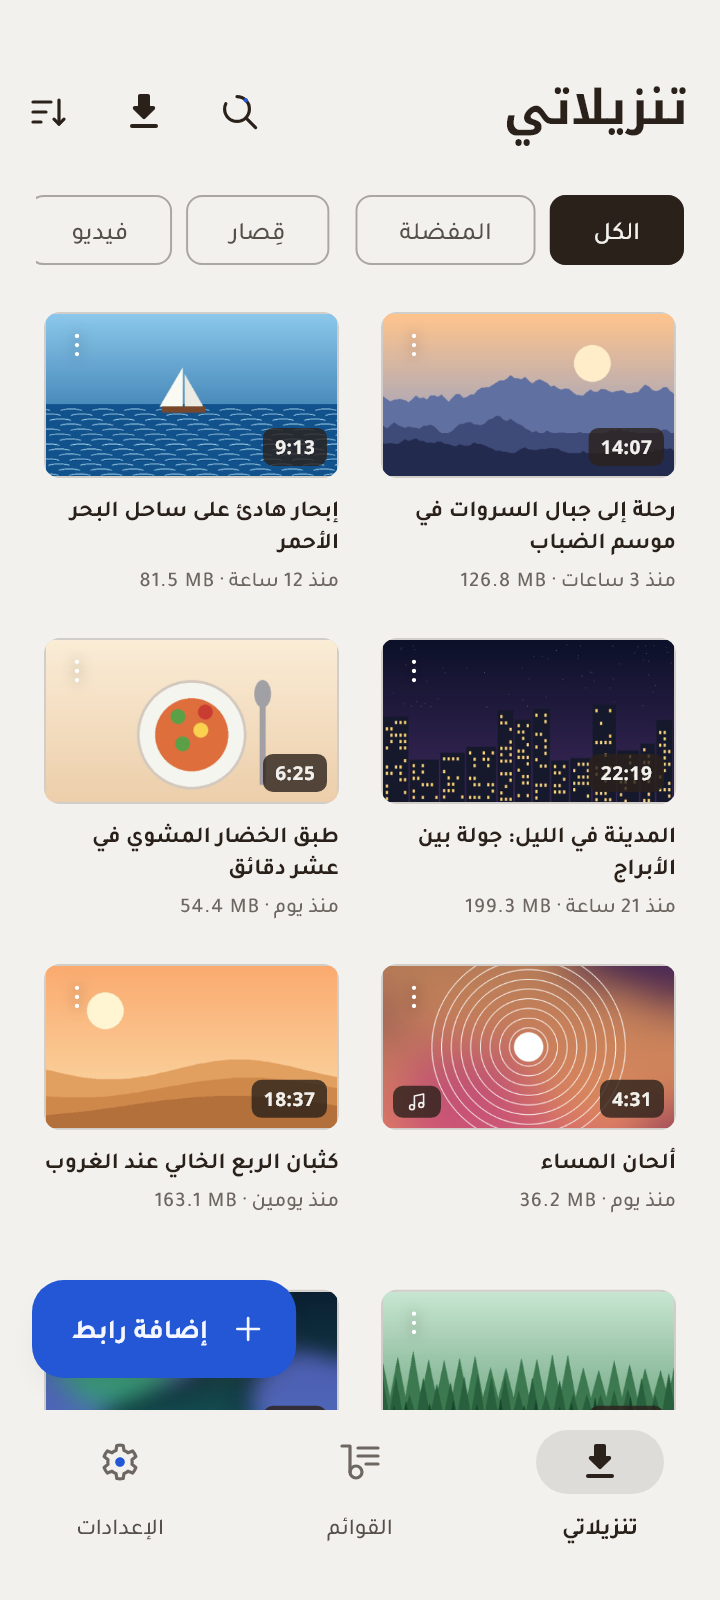 تنزيلاتي
الكل
المفضلة
قِصار
فيديو
14:07
رحلة إلى جبال السروات في
موسم الضباب
منذ 3 ساعات · 126.8 MB
9:13
إبحار هادئ على ساحل البحر
الأحمر
منذ 12 ساعة · 81.5 MB
22:19
المدينة في الليل: جولة بين
الأبراج
منذ 21 ساعة · 199.3 MB
6:25
طبق الخضار المشوي في
عشر دقائق
منذ يوم · 54.4 MB
4:31
ألحان المساء
منذ يوم · 36.2 MB
18:37
كثبان الربع الخالي عند الغروب
منذ يومين · 163.1 MB
إضافة رابط
تنزيلاتي
القوائم
الإعدادات